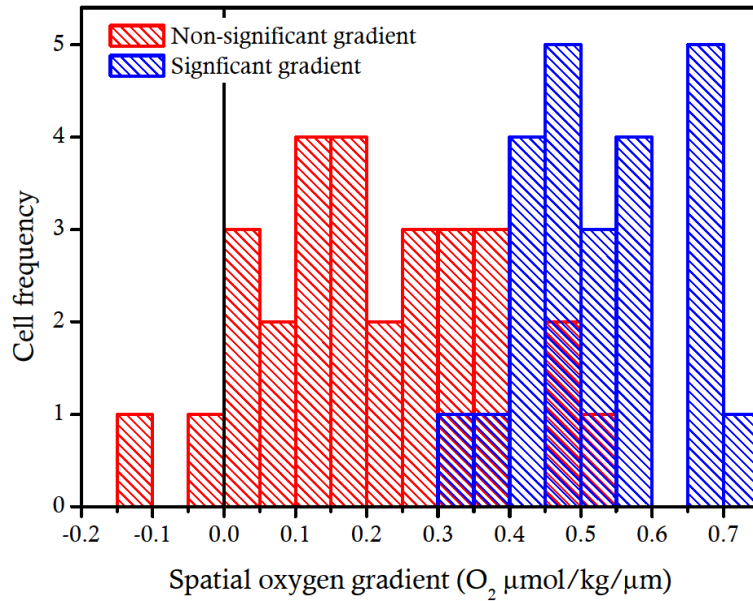 Non-significant gradient
Signficant gradient
5
4
3
2
1
0
Cell frequency
-0.2 -0.1 0.0 0.1 0.2 0.3 0.4 0.5 0.6 0.7
Spatial oxygen gradient (O₂ μmol/kg/μm)